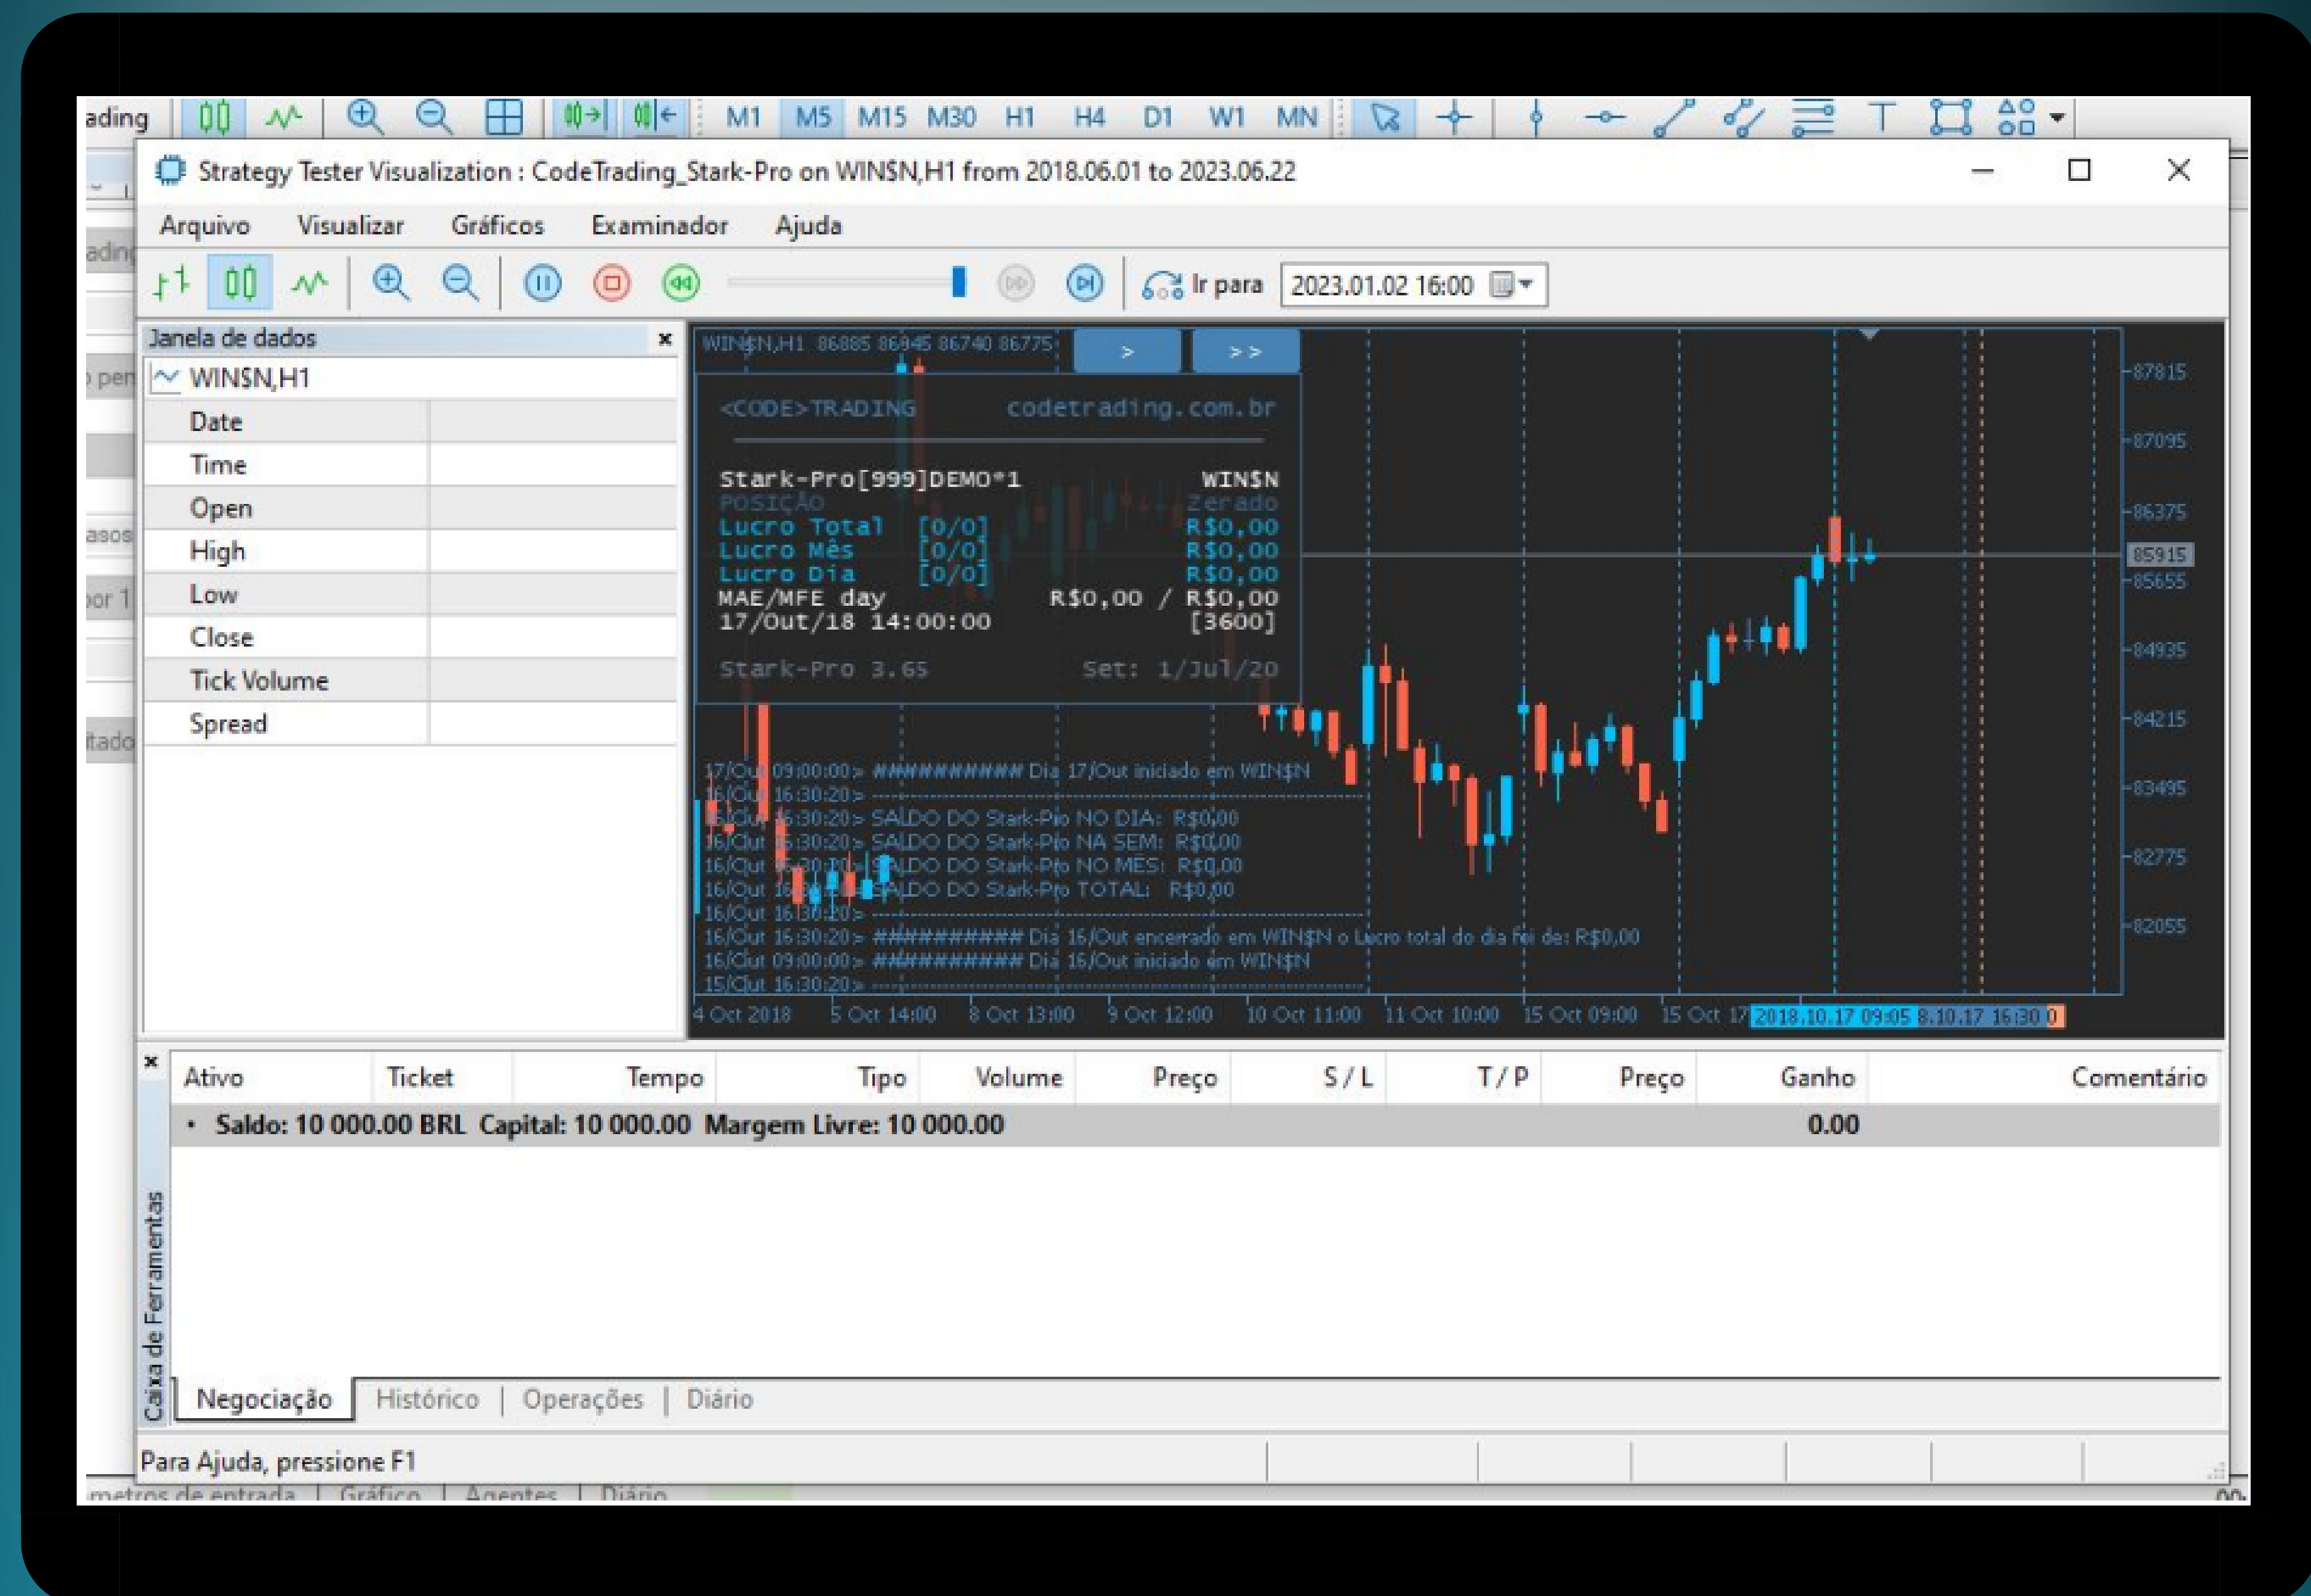 ading M1 M5 M15 M30 H1 H4 D1 W1 MN T
Strategy Tester Visualization : CodeTrading_Stark-Pro on WIN$N,H1 from 2018.06.01 to 2023.06.22
Arquivo Visualizar Gráficos Examinador Ajuda
Ir para 2023.01.02 16:00
Janela de dados
WIN$N,H1
Date
Time
Open
High
Low
Close
Tick Volume
Spread
WIN$N,H1 86885 86945 86740 86775
> >>
<CODE>TRADING codetrading.com.br
Stark-Pro[999]DEMO*1 WIN$N
POSIÇÃO Zerado
Lucro Total [0/0] R$0,00
Lucro Mês [0/0] R$0,00
Lucro Dia [0/0] R$0,00
MAE/MFE day R$0,00 / R$0,00
17/Out/18 14:00:00 [3600]
Stark-Pro 3.65 Set: 1/Jul/20
17/Out 09:00:00> ########## Dia 17/Out iniciado em WIN$N
16/Out 16:30:20> ------------------------------
16/Out 16:30:20> SALDO DO Stark-Pro NO DIA: R$0,00
16/Out 16:30:20> SALDO DO Stark-Pro NA SEM: R$0,00
16/Out 16:30:20> SALDO DO Stark-Pro NO MÊS: R$0,00
16/Out 16:30:20> SALDO DO Stark-Pro TOTAL: R$0,00
16/Out 16:30:20> ------------------------------
16/Out 16:30:20> ########## Dia 16/Out encerrado em WIN$N o Lucro total do dia foi de: R$0,00
16/Out 09:00:00> ########## Dia 16/Out iniciado em WIN$N
15/Out 16:30:20> ------------------------------
87815
87095
86375
85915
85655
84935
84215
83495
82775
82055
4 Oct 2018 5 Oct 14:00 8 Oct 13:00 9 Oct 12:00 10 Oct 11:00 11 Oct 10:00 15 Oct 09:00 15 Oct 17 2018.10.17 09:05 8.10.17 16:30 0
Ativo Ticket Tempo Tipo Volume Preço S / L T / P Preço Ganho Comentário
• Saldo: 10 000.00 BRL Capital: 10 000.00 Margem Livre: 10 000.00 0.00
Caixa de Ferramentas
Negociação Histórico | Operações | Diário
Para Ajuda, pressione F1
metros de entrada | Gráfico | Agentes | Diário